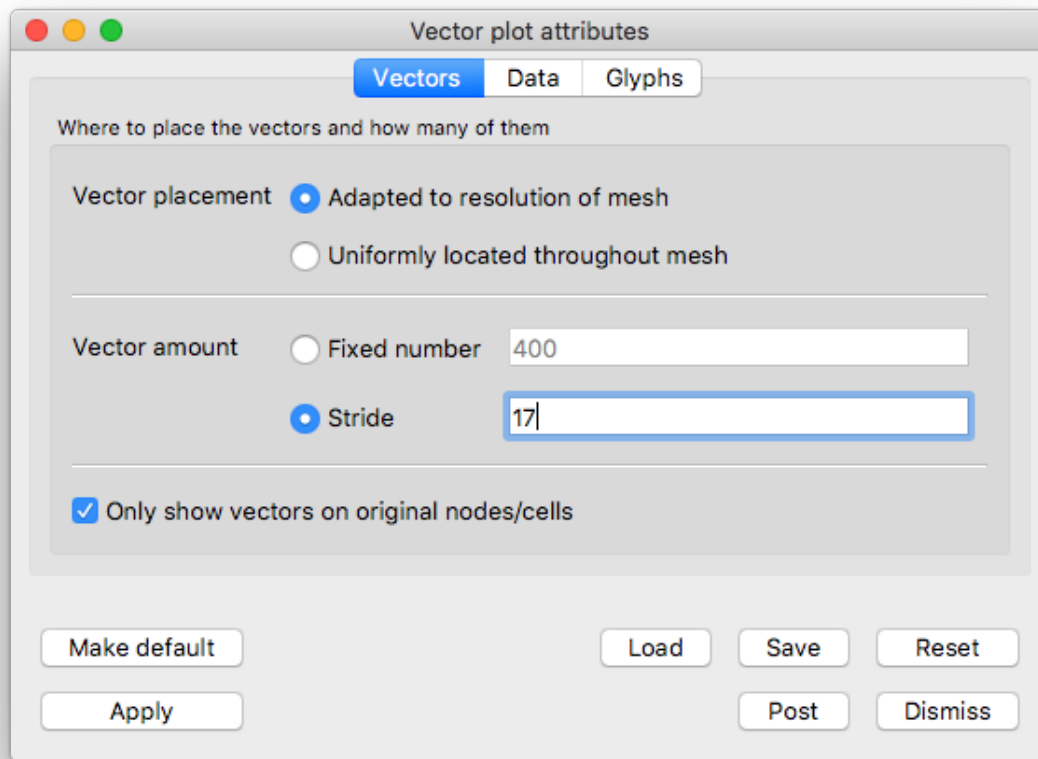 Vector plot attributes
Vectors Data Glyphs
Where to place the vectors and how many of them
Vector placement Adapted to resolution of mesh
Uniformly located throughout mesh
Vector amount Fixed number 400
Stride 17
Only show vectors on original nodes/cells
Make default Load Save Reset
Apply Post Dismiss